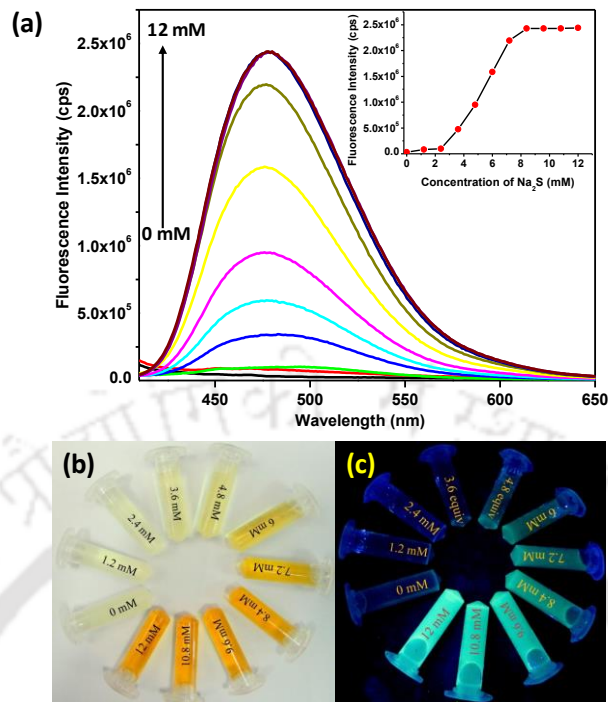 (a)
12 mM
0 mM
Fluorescence Intensity (cps)
2.5x10⁶
2.0x10⁶
1.5x10⁶
1.0x10⁶
5.0x10⁵
0.0
450 500 550 600 650
Wavelength (nm)
Fluorescence Intensity (cps)
2.5x10⁶
2.0x10⁶
1.5x10⁶
1.0x10⁶
5.0x10⁵
0.0
0 2 4 6 8 10 12
Concentration of Na₂S (mM)
(b)
0 mM
1.2 mM
2.4 mM
3.6 mM
4.8 mM
6 mM
7.2 mM
8.4 mM
9.6 mM
10.8 mM
12 mM
(c)
0 mM
1.2 mM
2.4 mM
3.6 equiv
4.8 equiv
6 mM
7.2 mM
8.4 mM
9.6 mM
10.8 mM
12 mM